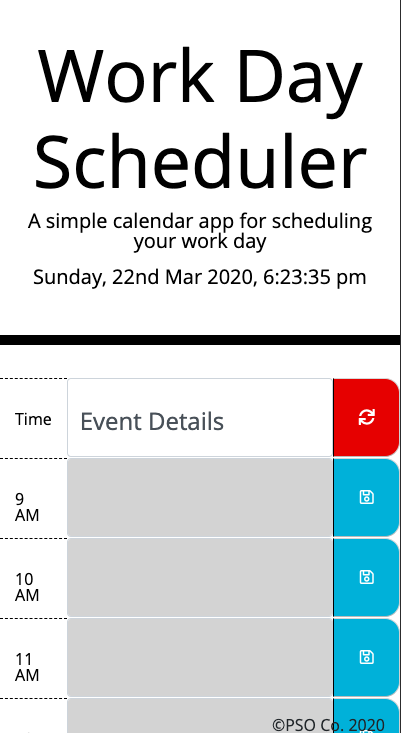 Work Day
Scheduler
A simple calendar app for scheduling
your work day
Sunday, 22nd Mar 2020, 6:23:35 pm
Time
Event Details
9
AM
10
AM
11
AM
©PSO Co. 2020